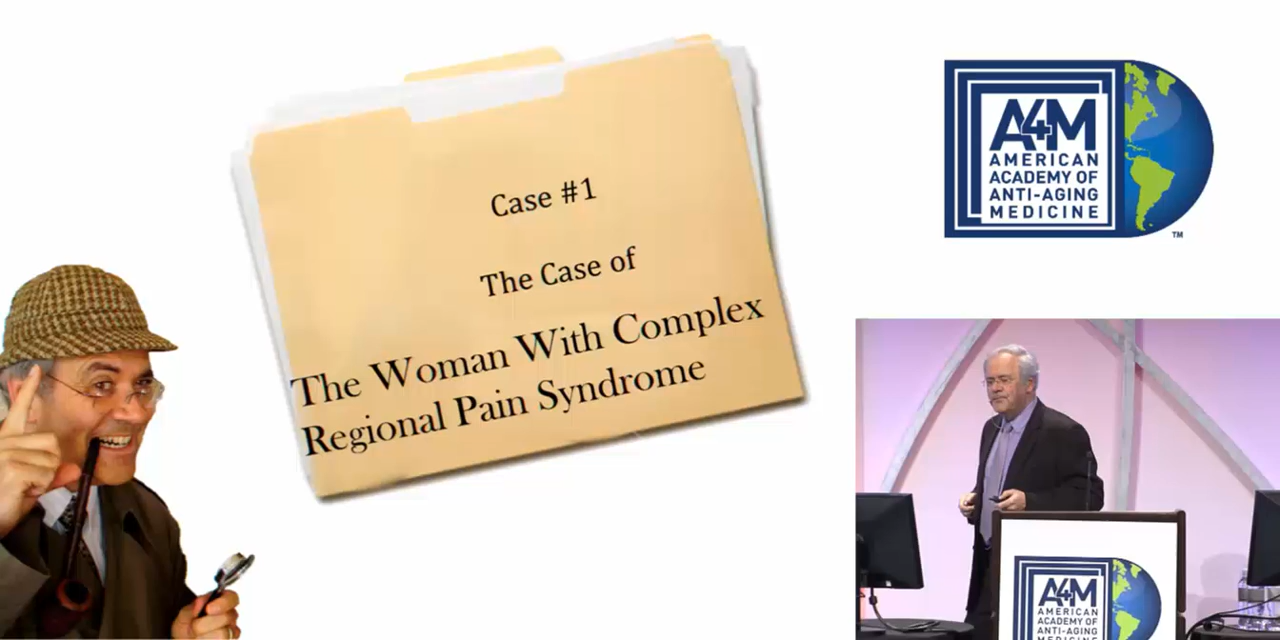 Case #1
The Case of
The Woman With Complex
Regional Pain Syndrome
A4M
AMERICAN
ACADEMY OF
ANTI-AGING
MEDICINE
TM
A4M
AMERICAN
ACADEMY OF
ANTI-AGING
MEDICINE